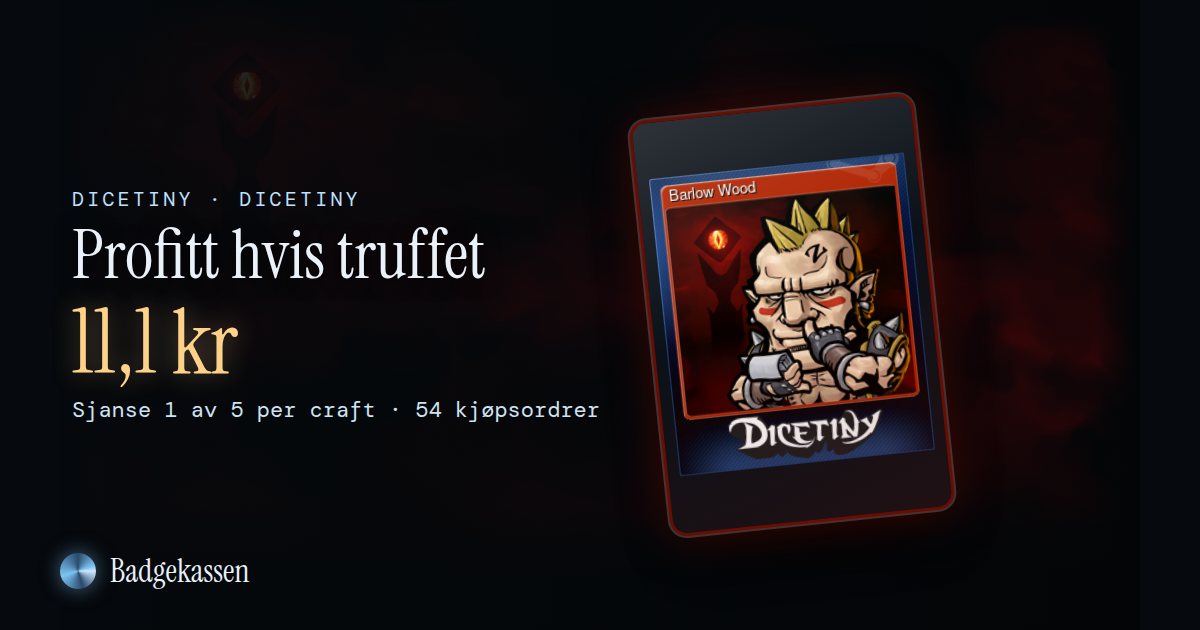 DICETINY · DICETINY
Profitt hvis truffet
11,1 kr
Sjanse 1 av 5 per craft · 54 kjøpsordrer
Badgekassen
Barlow Wood
DICETINY